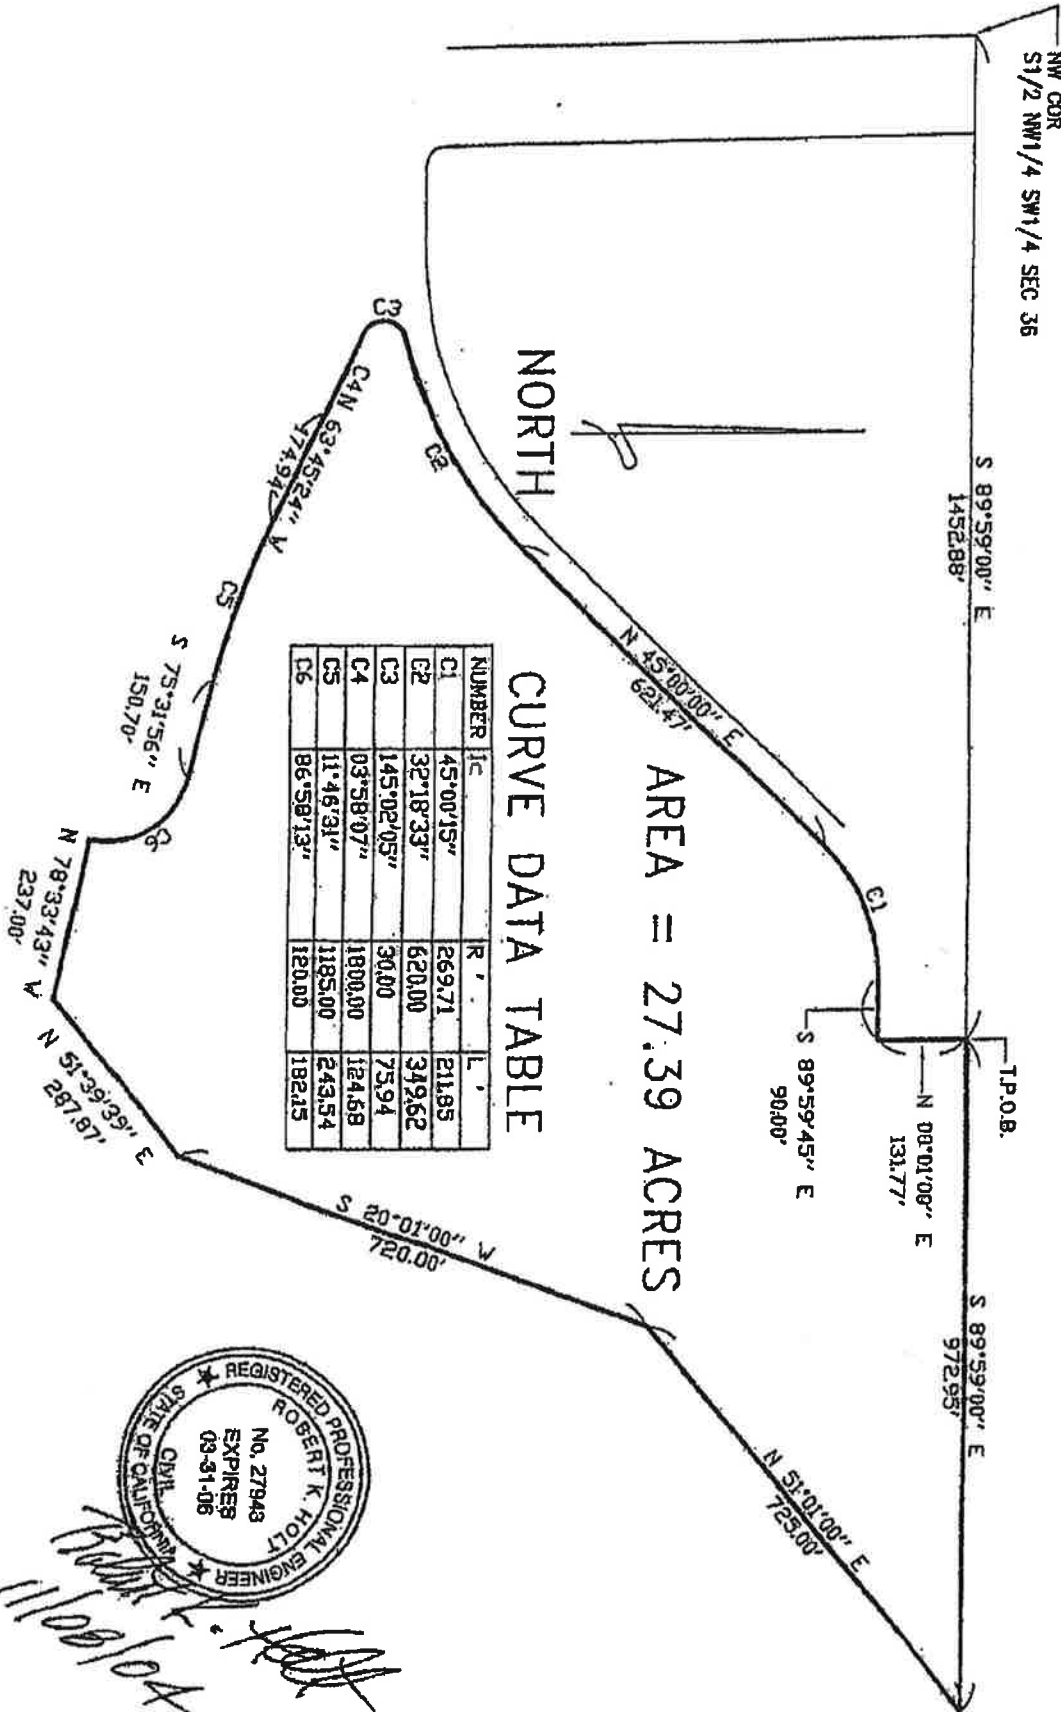 NW COR
S1/2 NW1/4 SW1/4 SEC 36
S 89°59'00" E
1452.88'
T.P.O.B.
N 00°01'00" E
131.77'
S 89°59'45" E
90.00'
S 89°59'00" E
972.95'
C1
N 45°00'00" E
621.47'
NORTH
C2
C3
C4
N 63°45'24" W
174.94'
C5
S 75°31'56" E
150.70'
C6
N 78°33'43" W
237.00'
N 51°39'39" E
287.87'
S 20°01'00" W
720.00'
N 51°01'00" E
725.00'
AREA = 27.39 ACRES
CURVE DATA TABLE
NUMBER R ' L '
C1 45°00'15" 269.71 211.85
C2 32°18'33" 620.00 349.62
C3 145°02'05" 30.00 75.94
C4 03°58'07" 1800.00 124.68
C5 11°46'31" 1185.00 243.54
C6 86°58'13" 120.00 182.15
REGISTERED PROFESSIONAL ENGINEER
ROBERT K. HOLT
No. 27943
EXPIRES
03-31-06
CIVIL
STATE OF CALIFORNIA
11/08/04